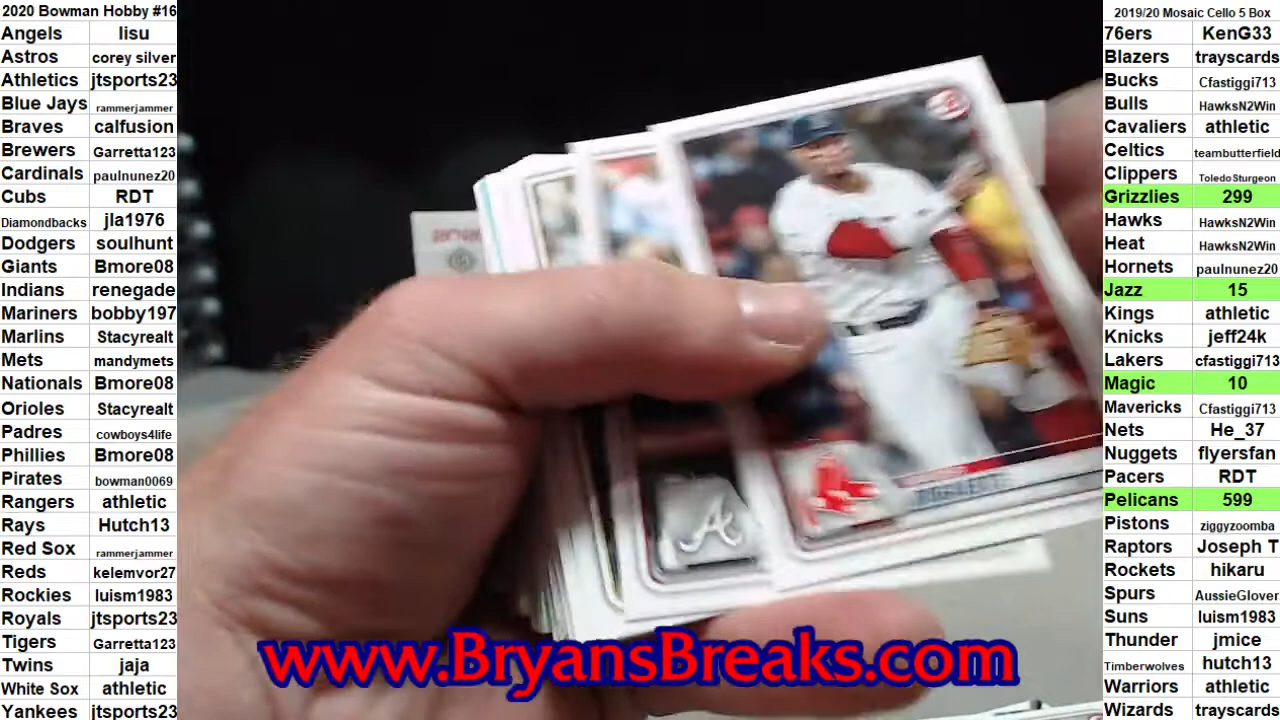 2020 Bowman Hobby #16
Angels lisu
Astros corey silver
Athletics jtsports23
Blue Jays rammerjammer
Braves calfusion
Brewers Garretta123
Cardinals paulnunez20
Cubs RDT
Diamondbacks jla1976
Dodgers soulhunt
Giants Bmore08
Indians renegade
Mariners bobby197
Marlins Stacyrealt
Mets mandymets
Nationals Bmore08
Orioles Stacyrealt
Padres cowboys4life
Phillies Bmore08
Pirates bowman0069
Rangers athletic
Rays Hutch13
Red Sox rammerjammer
Reds kelemvor27
Rockies luism1983
Royals jtsports23
Tigers Garretta123
Twins jaja
White Sox athletic
Yankees jtsports23
A
www.BryansBreaks.com
2019/20 Mosaic Cello 5 Box
76ers KenG33
Blazers trayscards
Bucks Cfastiggi713
Bulls HawksN2Win
Cavaliers athletic
Celtics teambutterfield
Clippers ToledoSturgeon
Grizzlies 299
Hawks HawksN2Win
Heat HawksN2Win
Hornets paulnunez20
Jazz 15
Kings athletic
Knicks jeff24k
Lakers cfastiggi713
Magic 10
Mavericks Cfastiggi713
Nets He_37
Nuggets flyersfan
Pacers RDT
Pelicans 599
Pistons ziggyzoomba
Raptors Joseph T
Rockets hikaru
Spurs AussieGlover
Suns luism1983
Thunder jmice
Timberwolves hutch13
Warriors athletic
Wizards trayscards